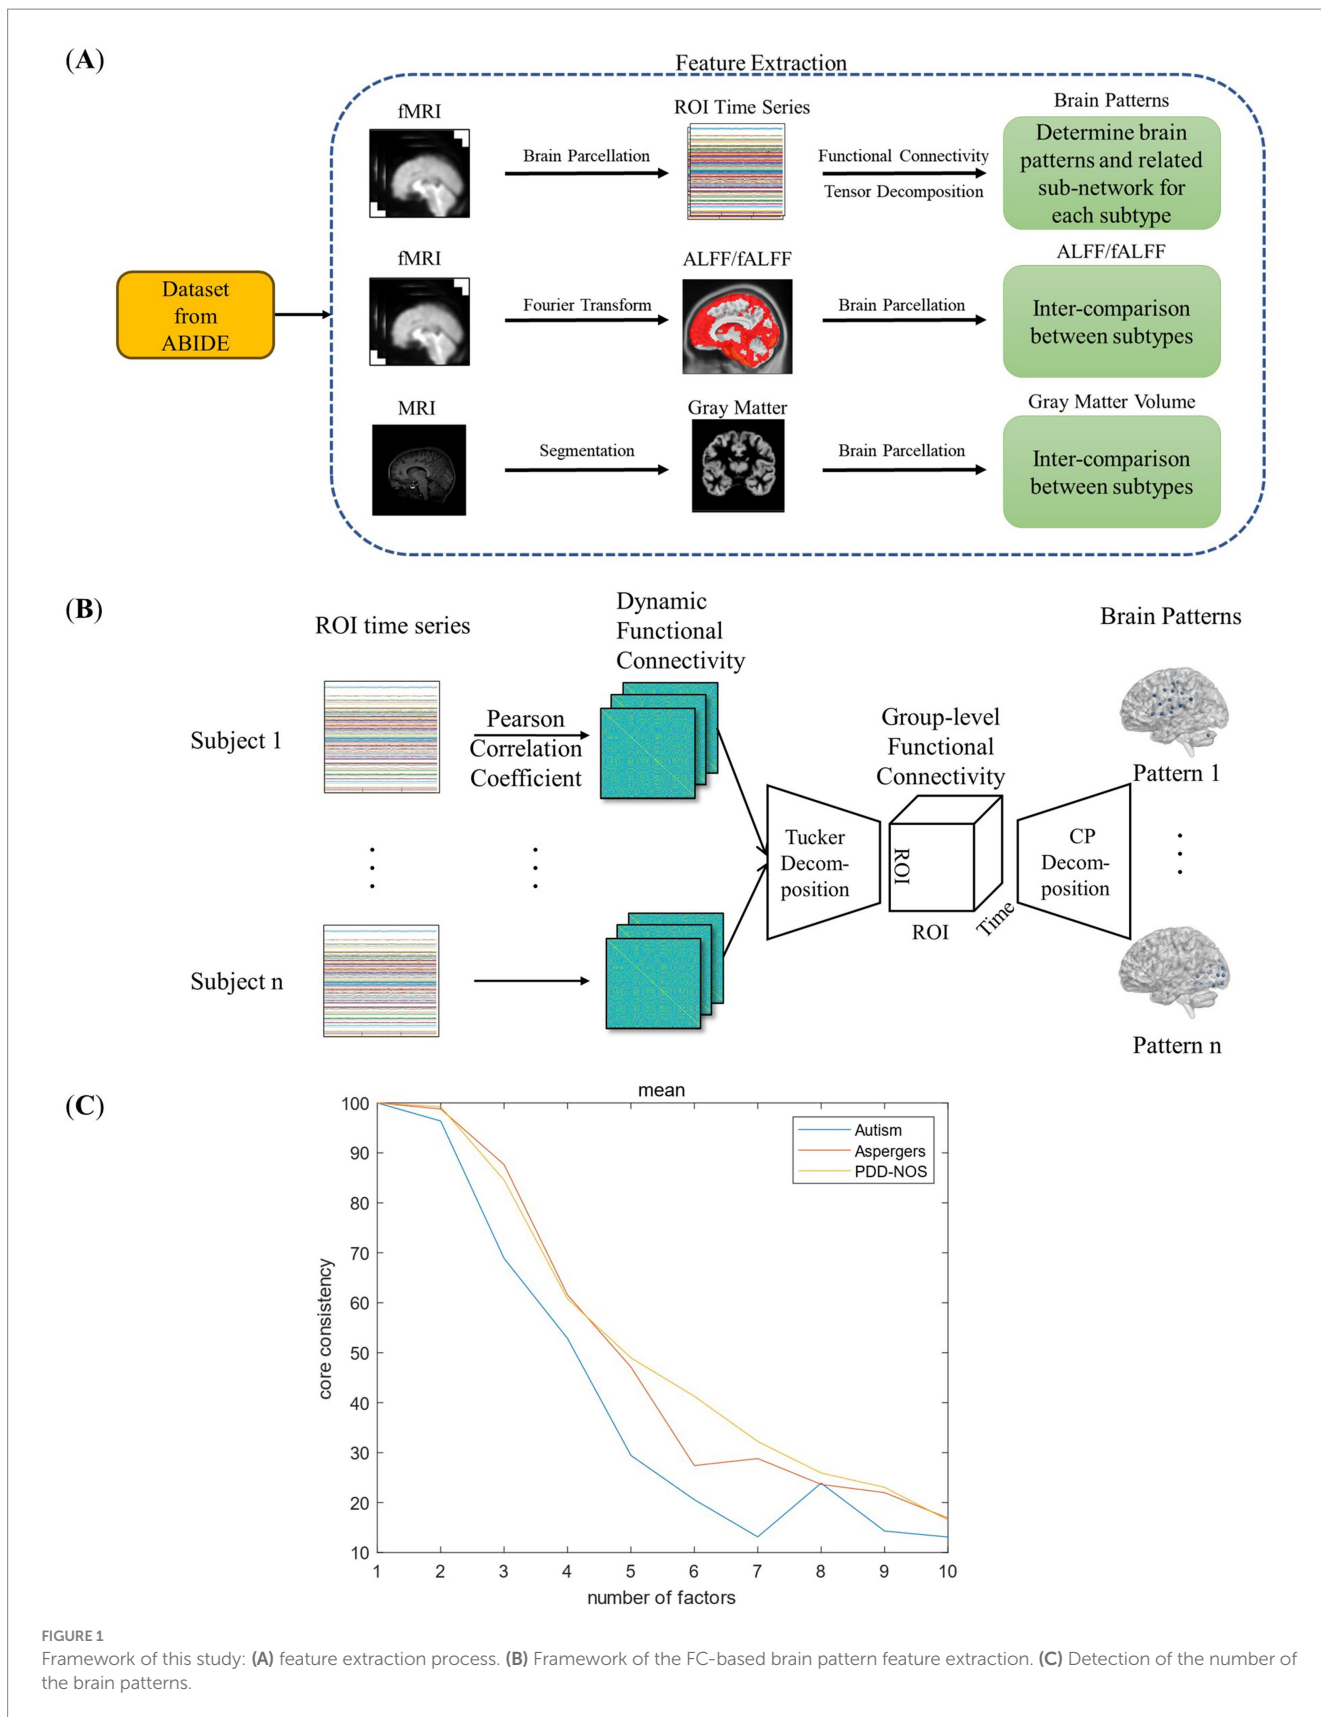 (A)
Feature Extraction
fMRI
Brain Parcellation
ROI Time Series
Functional Connectivity
Tensor Decomposition
Brain Patterns
Determine brain
patterns and related
sub-network for
each subtype
Dataset
from
ABIDE
fMRI
Fourier Transform
ALFF/fALFF
Brain Parcellation
ALFF/fALFF
Inter-comparison
between subtypes
MRI
Segmentation
Gray Matter
Brain Parcellation
Gray Matter Volume
Inter-comparison
between subtypes
(B)
ROI time series
Dynamic
Functional
Connectivity
Brain Patterns
Subject 1
Pearson
Correlation
Coefficient
Group-level
Functional
Connectivity
Pattern 1
Tucker
Decom-
position
ROI
ROI
Time
CP
Decom-
position
Subject n
Pattern n
(C)
mean
100
90
80
70
60
50
40
30
20
10
core consistency
Autism
Aspergers
PDD-NOS
1 2 3 4 5 6 7 8 9 10
number of factors
FIGURE 1
Framework of this study: (A) feature extraction process. (B) Framework of the FC-based brain pattern feature extraction. (C) Detection of the number of
the brain patterns.